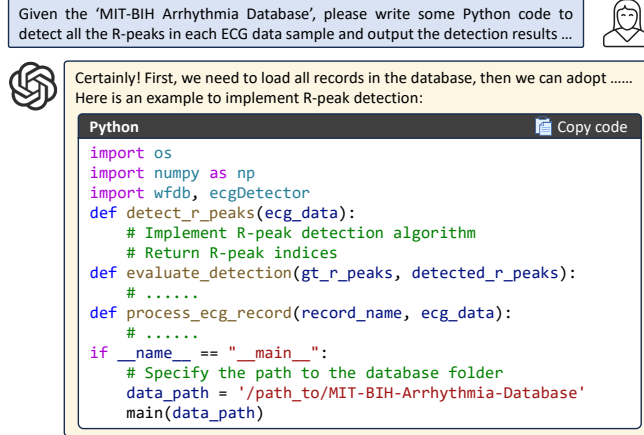 Given the ‘MIT-BIH Arrhythmia Database’, please write some Python code to
detect all the R-peaks in each ECG data sample and output the detection results ...
Certainly! First, we need to load all records in the database, then we can adopt ......
Here is an example to implement R-peak detection:
Python Copy code
import os
import numpy as np
import wfdb, ecgDetector
def detect_r_peaks(ecg_data):
    # Implement R-peak detection algorithm
    # Return R-peak indices
def evaluate_detection(gt_r_peaks, detected_r_peaks):
    # ......
def process_ecg_record(record_name, ecg_data):
    # ......
if __name__ == "__main__":
    # Specify the path to the database folder
    data_path = '/path_to/MIT-BIH-Arrhythmia-Database'
    main(data_path)